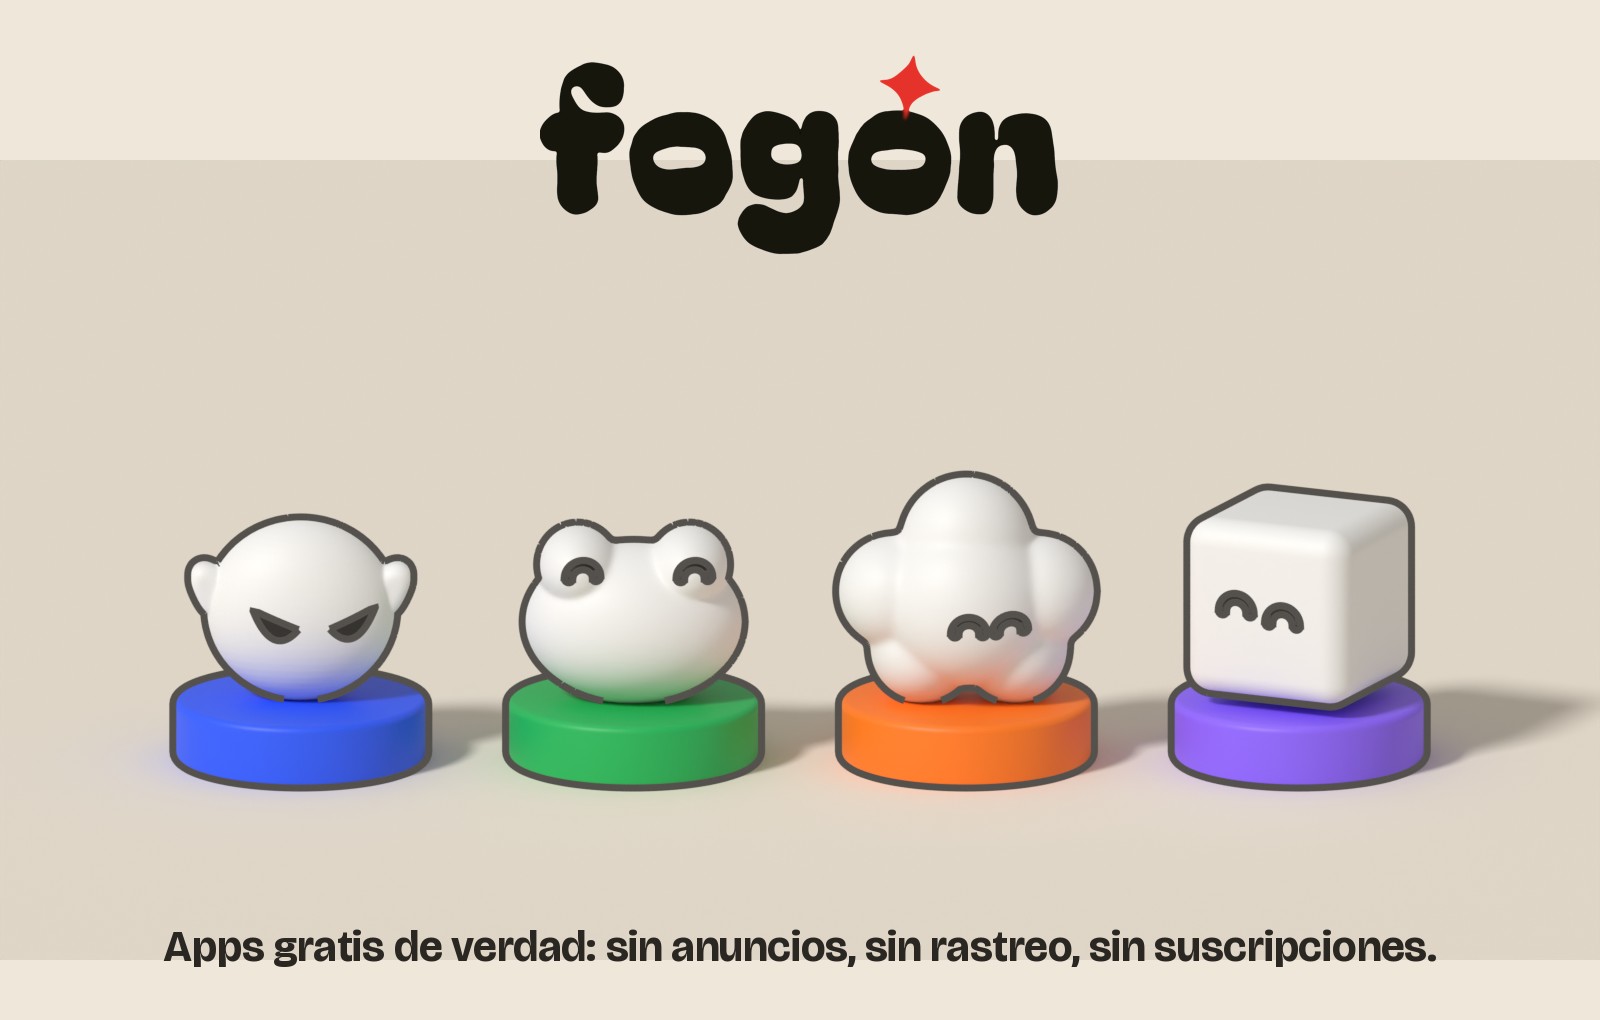 fogón
Apps gratis de verdad: sin anuncios, sin rastreo, sin suscripciones.